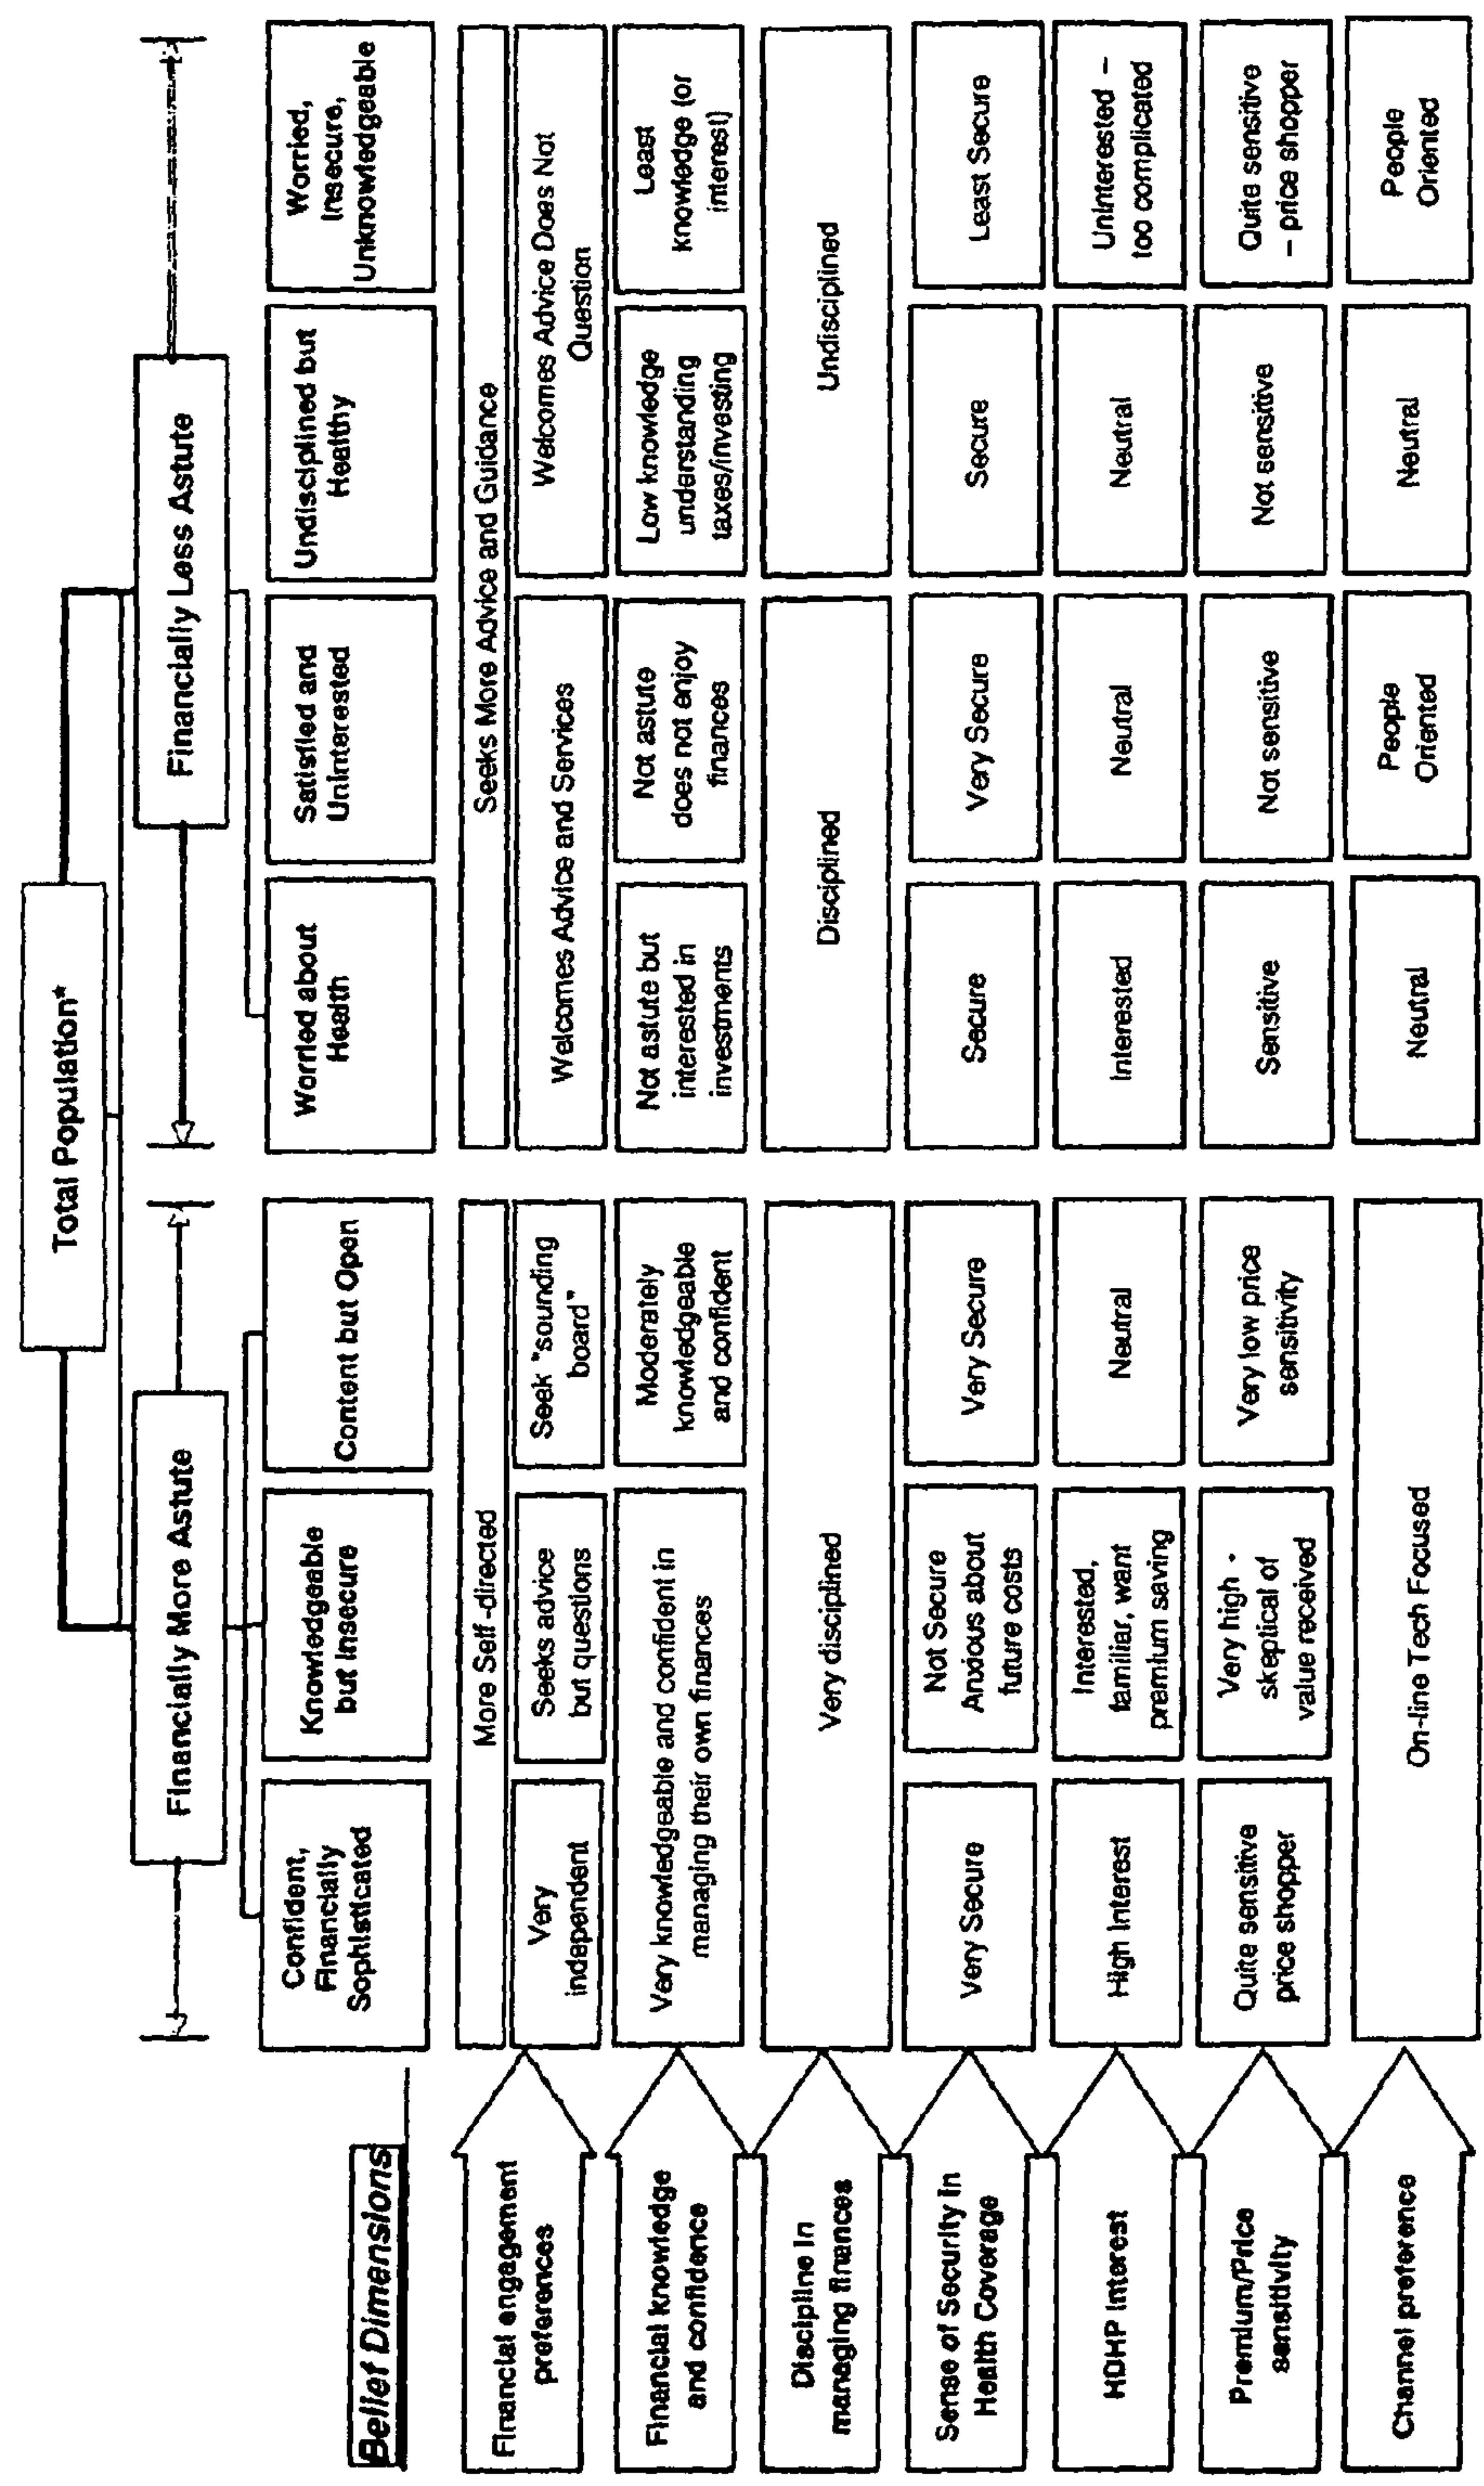 Total Population*
Financially More Astute
Financially Less Astute
Belief Dimensions
Confident,
Financially
Sophisticated
Knowledgeable
but Insecure
Content but Open
Worried about
Health
Satisfied and
Uninterested
Undisciplined but
Healthy
Worried,
Insecure,
Unknowledgeable
Financial engagement
preferences
More Self-directed
Seeks More Advice and Guidance
Very
independent
Seeks advice
but questions
Seek "sounding
board"
Welcomes Advice and Services
Welcomes Advice Does Not
Question
Financial knowledge
and confidence
Very knowledgeable and confident in
managing their own finances
Moderately
knowledgeable
and confident
Not astute but
interested in
investments
Not astute
does not enjoy
finances
Low knowledge
understanding
taxes/investing
Least
knowledge (or
interest)
Discipline in
managing finances
Very disciplined
Disciplined
Undisciplined
Sense of Security in
Health Coverage
Very Secure
Not Secure
Anxious about
future costs
Very Secure
Secure
Very Secure
Secure
Least Secure
HDHP Interest
High Interest
Interested,
familiar, want
premium saving
Neutral
Interested
Neutral
Neutral
Uninterested –
too complicated
Premium/Price
sensitivity
Quite sensitive
price shopper
Very high -
skeptical of
value received
Very low price
sensitivity
Sensitive
Not sensitive
Not sensitive
Quite sensitive
– price shopper
Channel preference
On-line Tech Focused
Neutral
People
Oriented
Neutral
People
Oriented